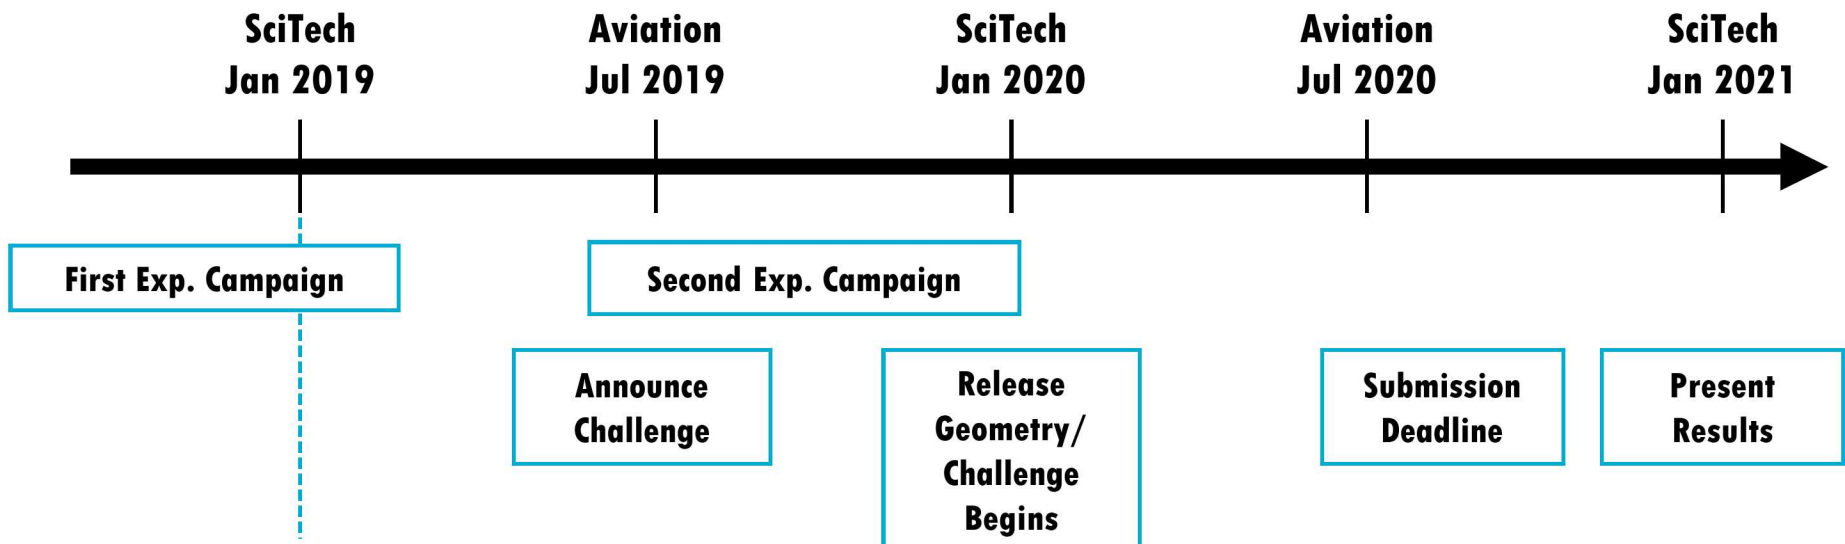 SciTech
Jan 2019
Aviation
Jul 2019
SciTech
Jan 2020
Aviation
Jul 2020
SciTech
Jan 2021
First Exp. Campaign
Second Exp. Campaign
Announce
Challenge
Release
Geometry/
Challenge
Begins
Submission
Deadline
Present
Results